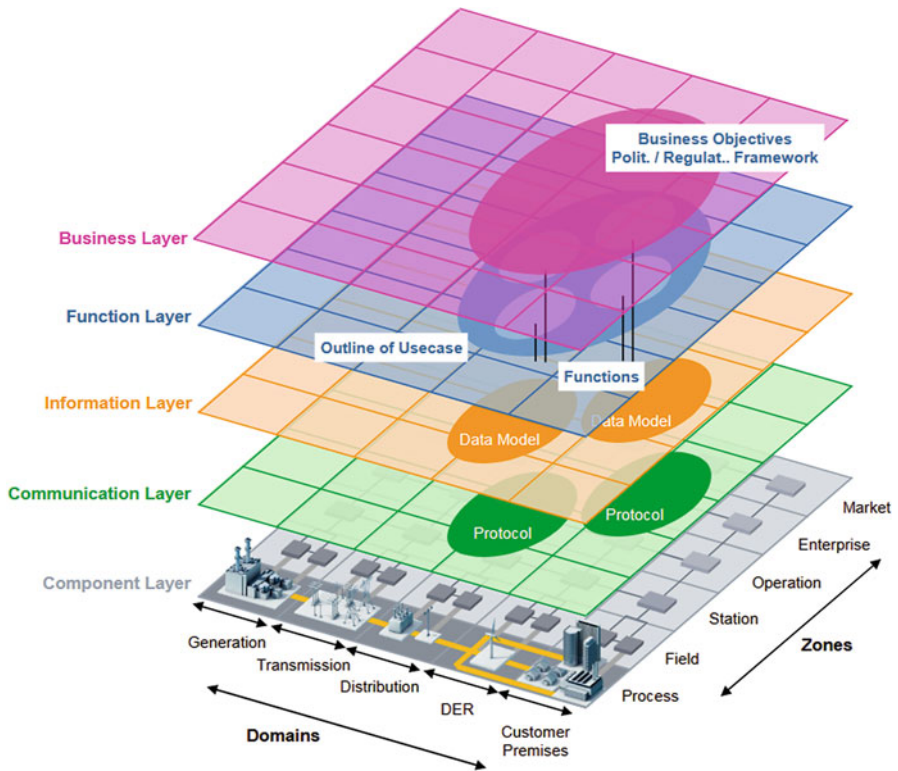 Business Objectives
Polit. / Regulat.. Framework
Business Layer
Function Layer
Outline of Usecase
Functions
Information Layer
Data Model
Data Model
Communication Layer
Protocol
Protocol
Component Layer
Market
Enterprise
Operation
Station
Field
Process
Zones
Generation
Transmission
Distribution
DER
Customer
Premises
Domains